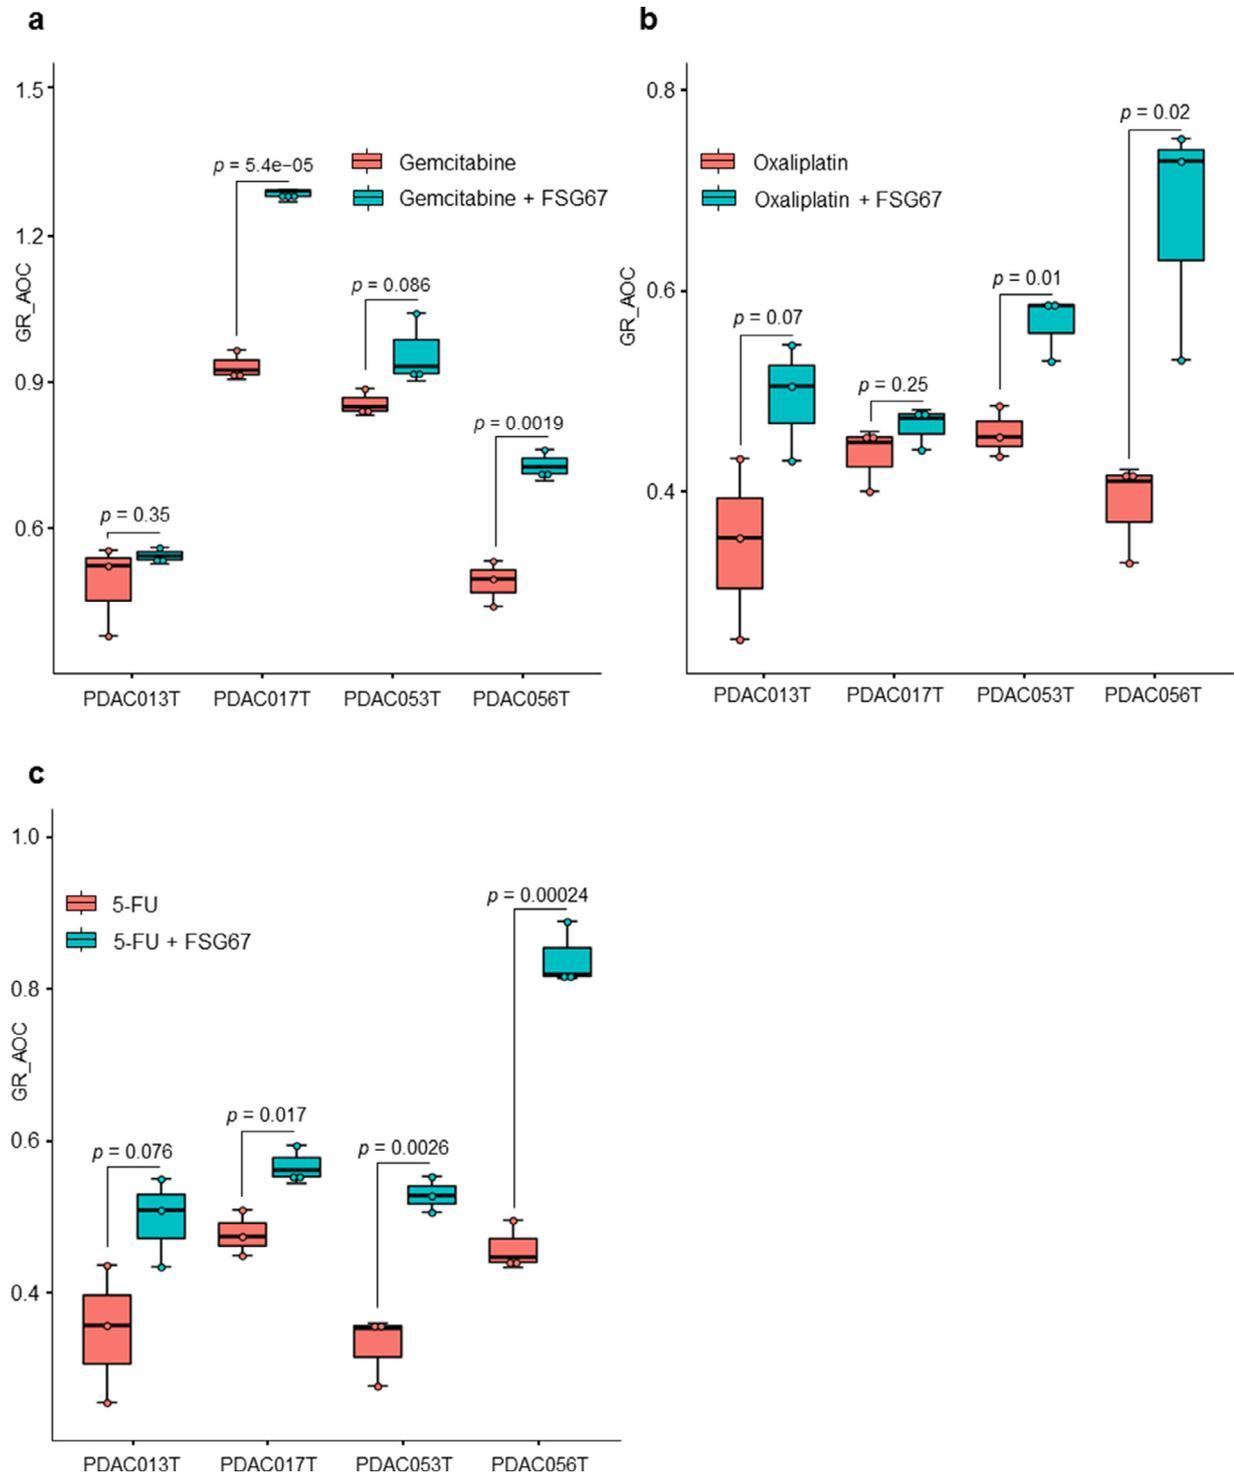 a
1.5
1.2
0.9
0.6
GR_AOC
p = 0.35
p = 5.4e−05
p = 0.086
p = 0.0019
Gemcitabine
Gemcitabine + FSG67
PDAC013T PDAC017T PDAC053T PDAC056T
b
0.8
0.6
0.4
GR_AOC
Oxaliplatin
Oxaliplatin + FSG67
p = 0.07
p = 0.25
p = 0.01
p = 0.02
PDAC013T PDAC017T PDAC053T PDAC056T
c
1.0
0.8
0.6
0.4
GR_AOC
5-FU
5-FU + FSG67
p = 0.076
p = 0.017
p = 0.0026
p = 0.00024
PDAC013T PDAC017T PDAC053T PDAC056T